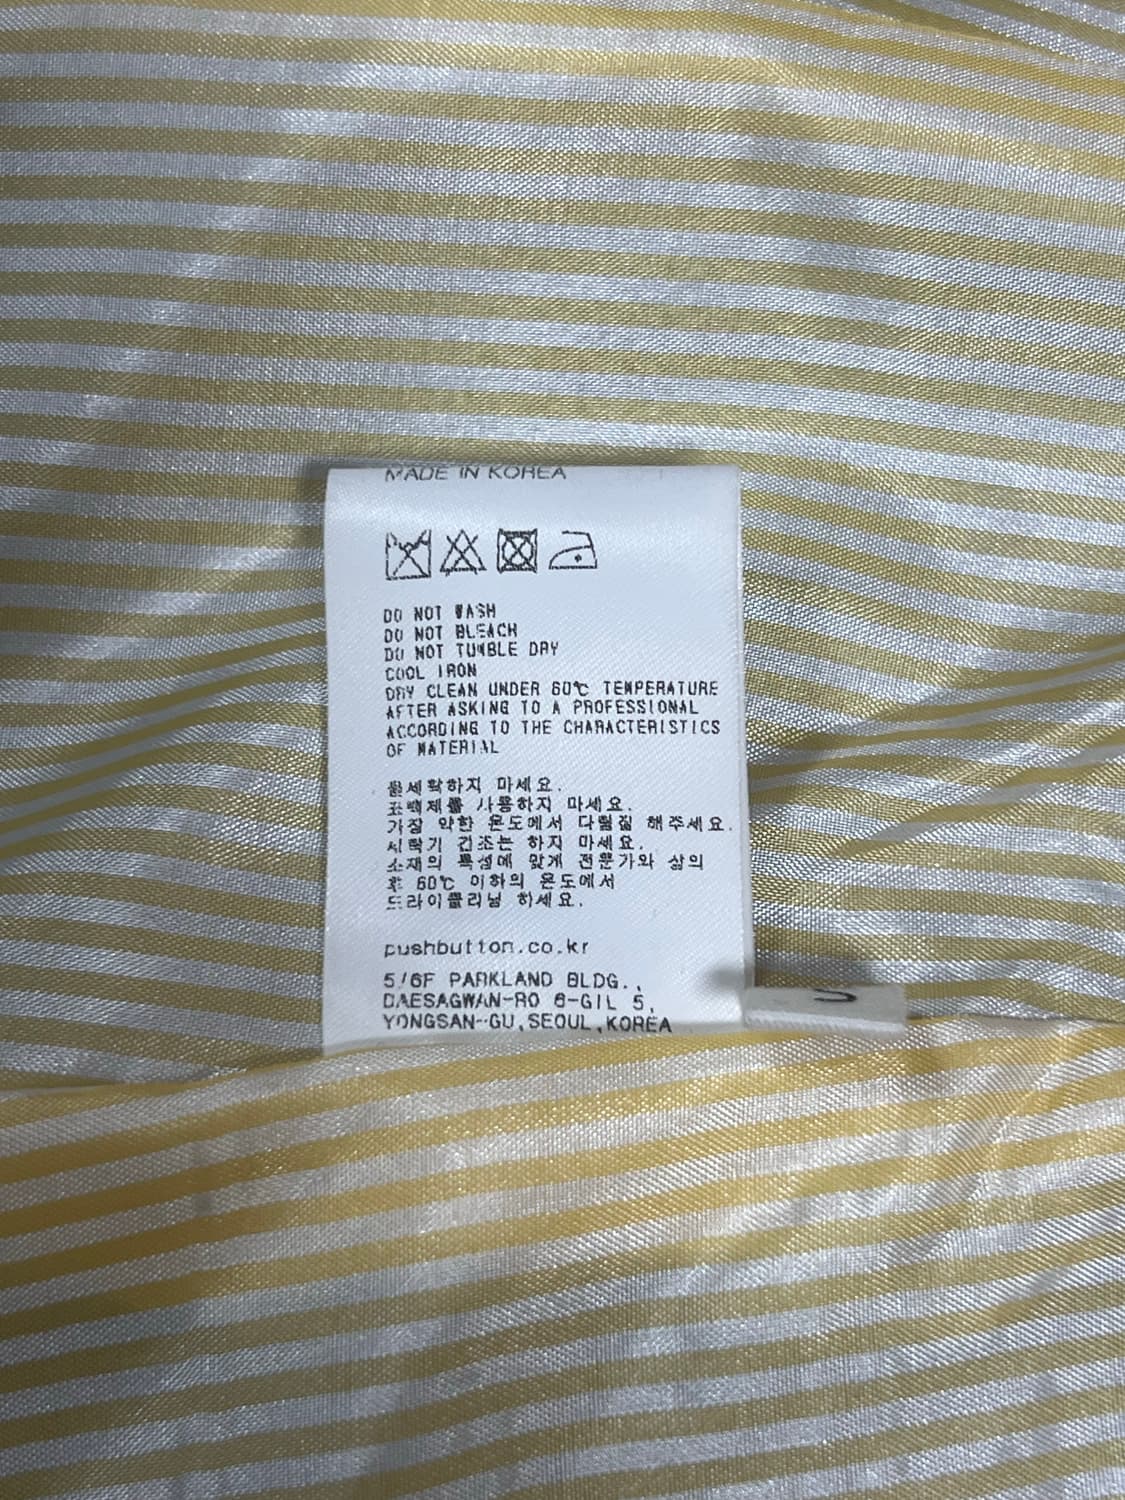 MADE IN KOREA
DO NOT WASH
DO NOT BLEACH
DO NOT TUMBLE DRY
COOL IRON
DRY CLEAN UNDER 60℃ TEMPERATURE
AFTER ASKING TO A PROFESSIONAL
ACCORDING TO THE CHARACTERISTICS
OF MATERIAL
물세탁하지 마세요.
표백제를 사용하지 마세요.
가장 약한 온도에서 다림질 해주세요.
세탁기 건조는 하지 마세요.
소재의 특성에 맞게 전문가와 상의
후 60℃ 이하의 온도에서
드라이클리닝 하세요.
pushbutton.co.kr
5/6F PARKLAND BLDG.,
DAESAGWAN-RO 6-GIL 5,
YONGSAN-GU,SEOUL,KOREA